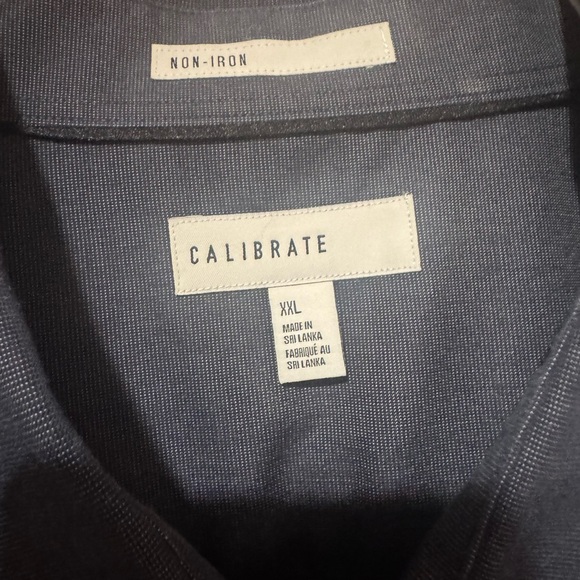 NON-IRON
CALIBRATE
XXL
MADE IN
SRI LANKA
FABRIQUÉ AU
SRI LANKA